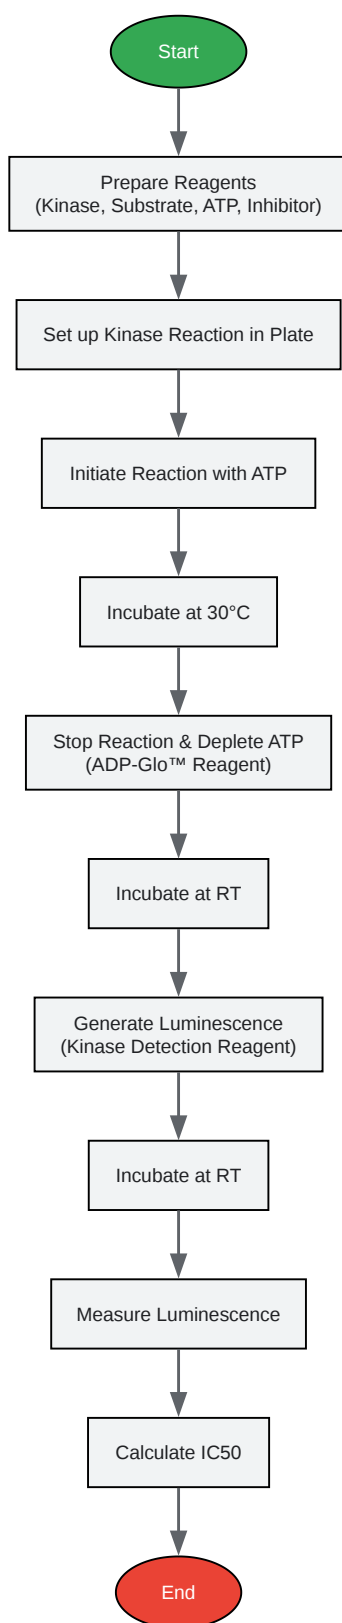 Start
Prepare Reagents
(Kinase, Substrate, ATP, Inhibitor)
Set up Kinase Reaction in Plate
Initiate Reaction with ATP
Incubate at 30°C
Stop Reaction & Deplete ATP
(ADP-Glo™ Reagent)
Incubate at RT
Generate Luminescence
(Kinase Detection Reagent)
Incubate at RT
Measure Luminescence
Calculate IC50
End